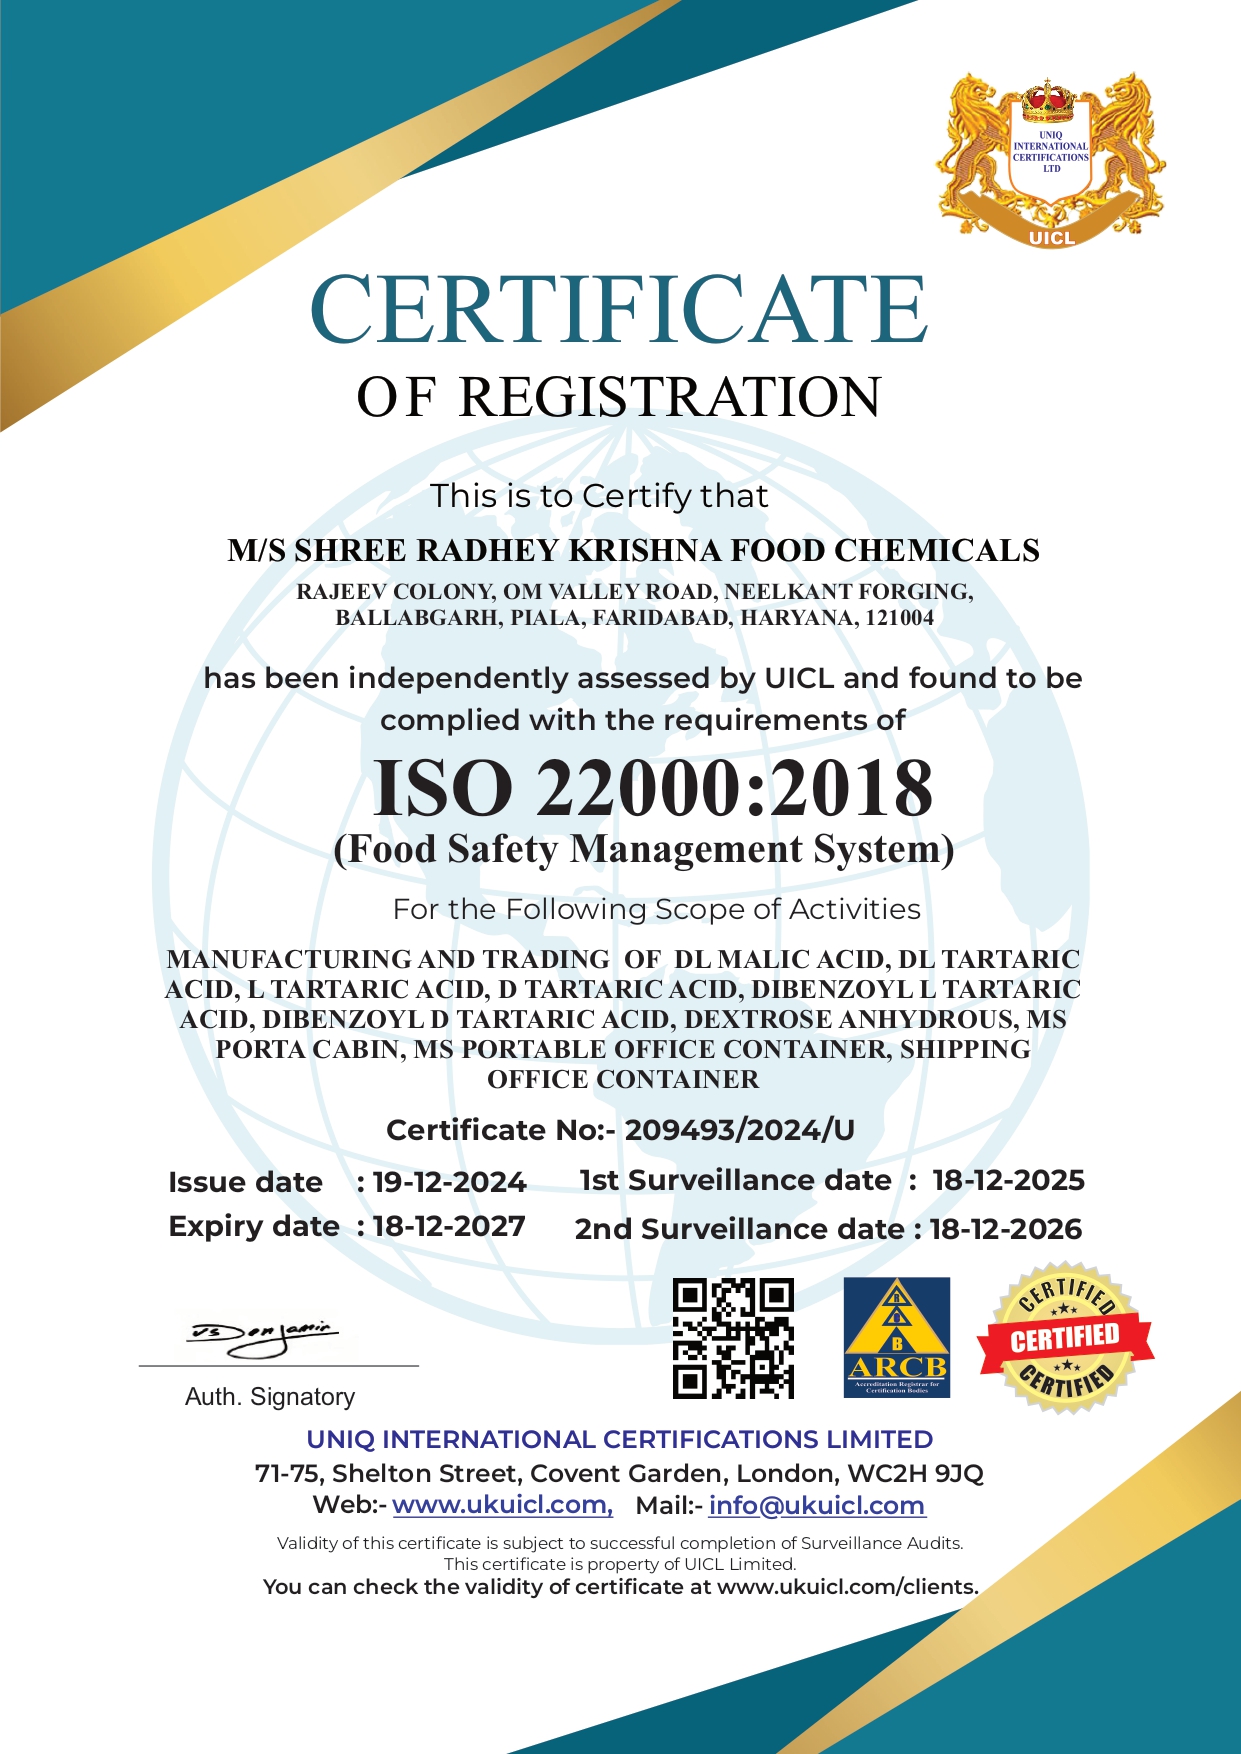 UNIQ
INTERNATIONAL
CERTIFICATIONS
LTD
UICL
CERTIFICATE
OF REGISTRATION
This is to Certify that
M/S SHREE RADHEY KRISHNA FOOD CHEMICALS
RAJEEV COLONY, OM VALLEY ROAD, NEELKANT FORGING,
BALLABGARH, PIALA, FARIDABAD, HARYANA, 121004
has been independently assessed by UICL and found to be
complied with the requirements of
ISO 22000:2018
(Food Safety Management System)
For the Following Scope of Activities
MANUFACTURING AND TRADING OF DL MALIC ACID, DL TARTARIC
ACID, L TARTARIC ACID, D TARTARIC ACID, DIBENZOYL L TARTARIC
ACID, DIBENZOYL D TARTARIC ACID, DEXTROSE ANHYDROUS, MS
PORTA CABIN, MS PORTABLE OFFICE CONTAINER, SHIPPING
OFFICE CONTAINER
Certificate No:- 209493/2024/U
Issue date : 19-12-2024 1st Surveillance date : 18-12-2025
Expiry date : 18-12-2027 2nd Surveillance date : 18-12-2026
Auth. Signatory
B
ARCB
Accreditation Registrar for
Certification Bodies
CERTIFIED
CERTIFIED
CERTIFIED
UNIQ INTERNATIONAL CERTIFICATIONS LIMITED
71-75, Shelton Street, Covent Garden, London, WC2H 9JQ
Web:- www.ukuicl.com, Mail:- info@ukuicl.com
Validity of this certificate is subject to successful completion of Surveillance Audits.
This certificate is property of UICL Limited.
You can check the validity of certificate at www.ukuicl.com/clients.